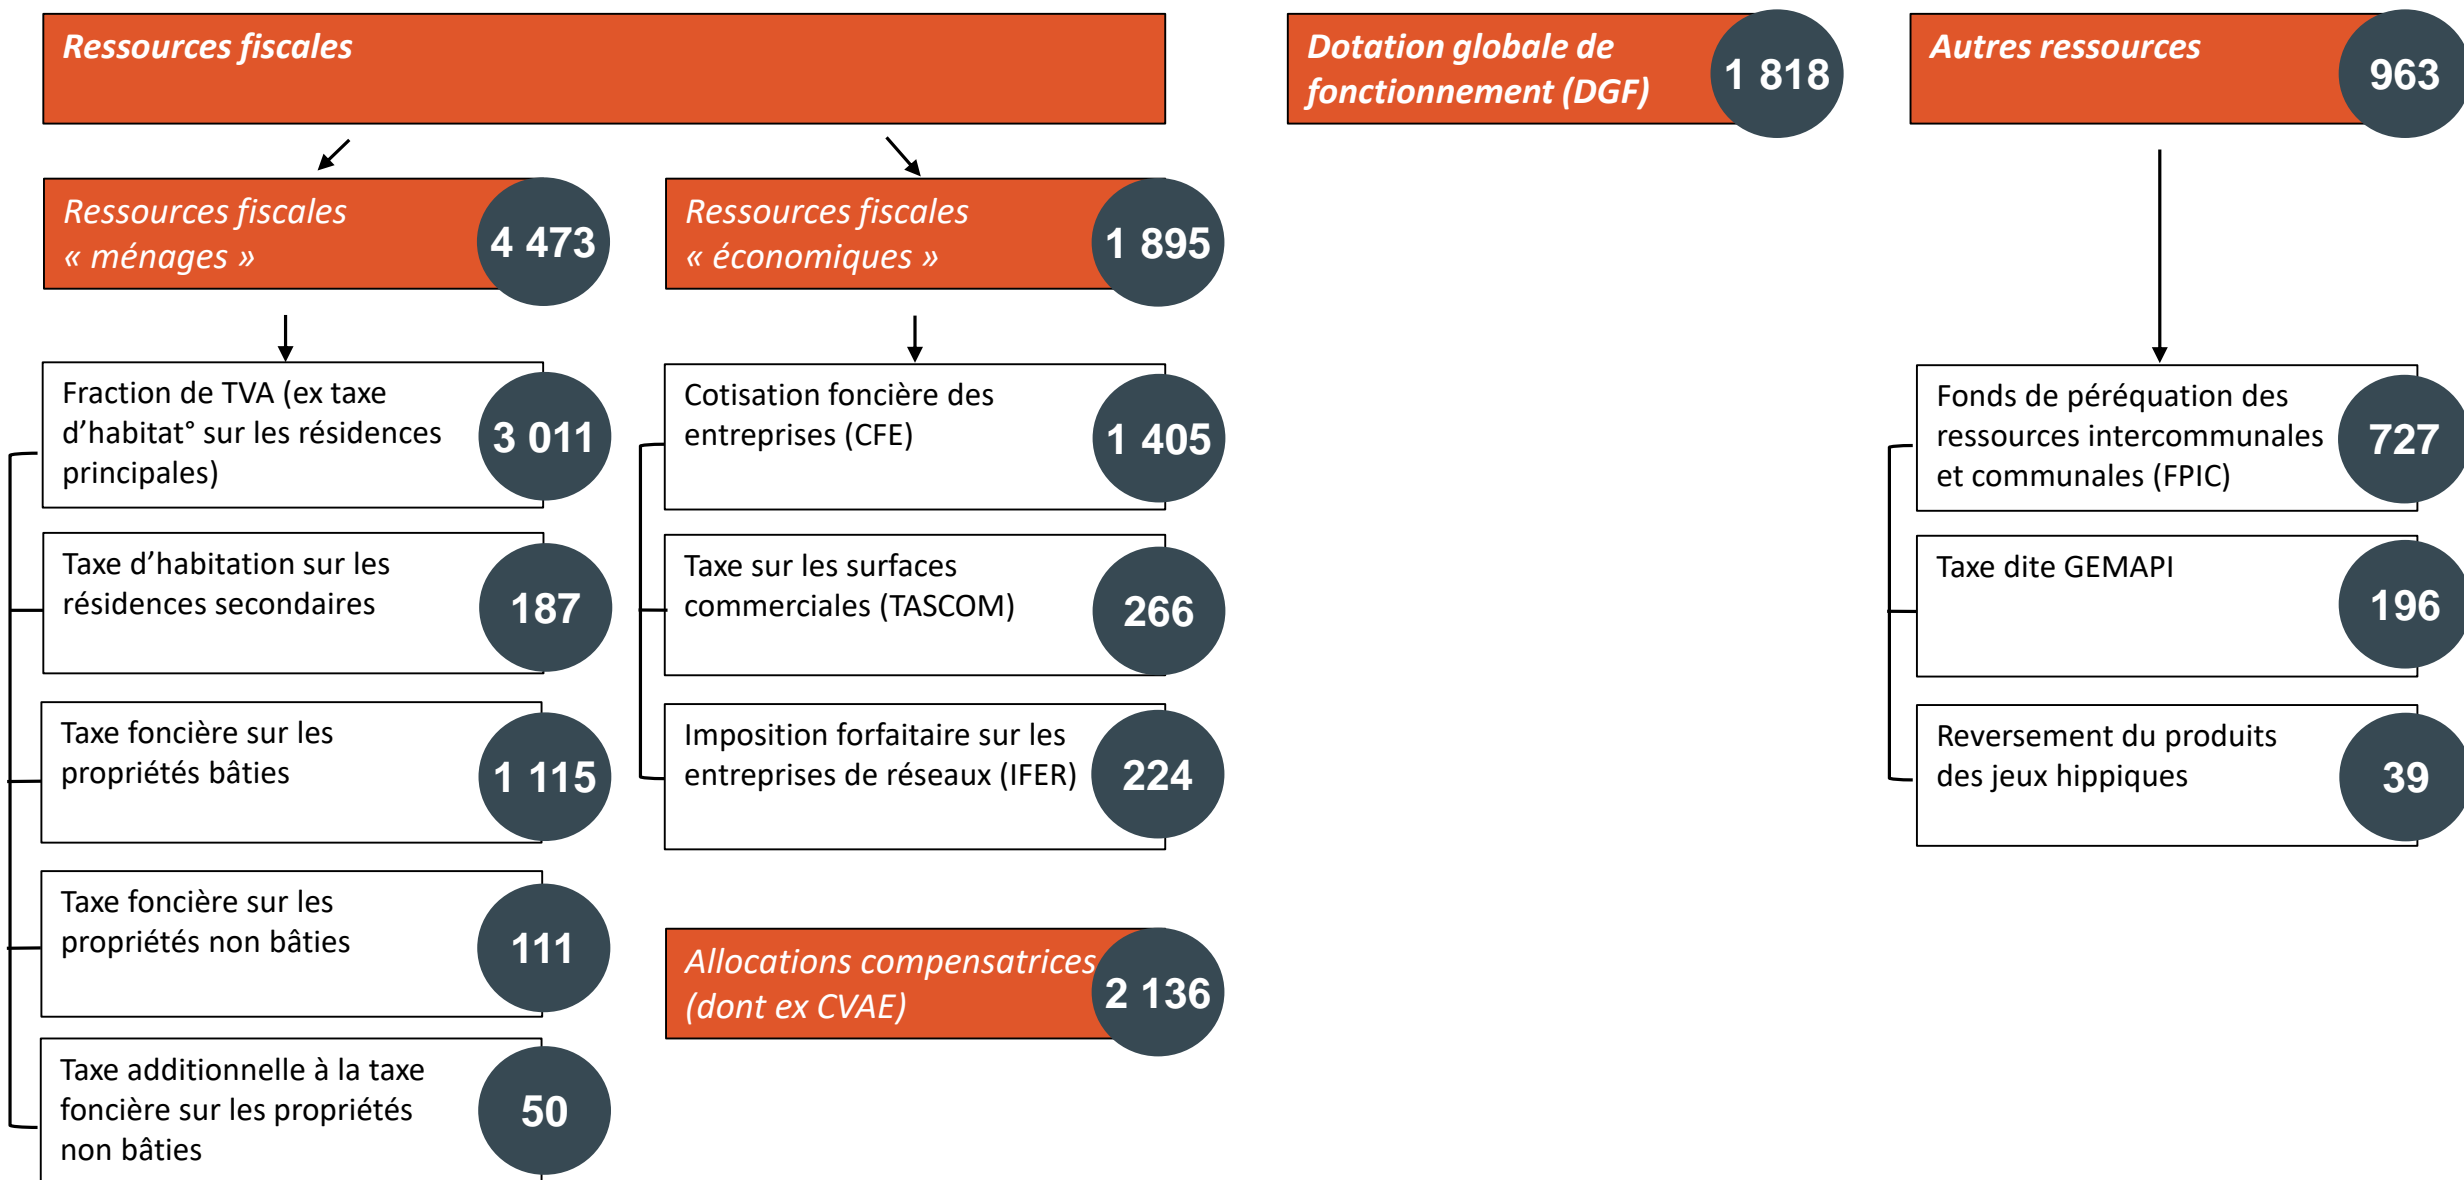 Ressources fiscales
Dotation globale de
fonctionnement (DGF)
1 818
Autres ressources
963
Ressources fiscales
« ménages »
4 473
Ressources fiscales
« économiques »
1 895
Fraction de TVA (ex taxe
d’habitat° sur les résidences
principales)
3 011
Taxe d’habitation sur les
résidences secondaires
187
Taxe foncière sur les
propriétés bâties
1 115
Taxe foncière sur les
propriétés non bâties
111
Taxe additionnelle à la taxe
foncière sur les propriétés
non bâties
50
Cotisation foncière des
entreprises (CFE)
1 405
Taxe sur les surfaces
commerciales (TASCOM)
266
Imposition forfaitaire sur les
entreprises de réseaux (IFER)
224
Allocations compensatrices
(dont ex CVAE)
2 136
Fonds de péréquation des
ressources intercommunales
et communales (FPIC)
727
Taxe dite GEMAPI
196
Reversement du produits
des jeux hippiques
39